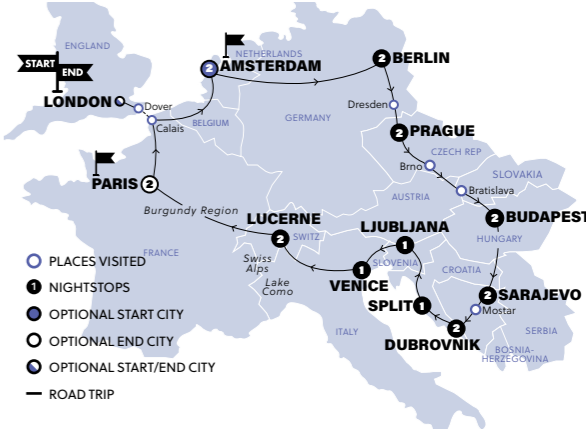 ENGLAND
START
END
LONDON
Dover
Calais
NETHERLANDS
2 AMSTERDAM
BELGIUM
2 BERLIN
GERMANY
Dresden
2 PRAGUE
CZECH REP
Brno
SLOVAKIA
Bratislava
AUSTRIA
2 BUDAPEST
HUNGARY
PARIS 2
Burgundy Region
FRANCE
LUCERNE
2
SWITZ
Swiss
Alps
Lake
Como
LJUBLJANA
1
SLOVENIA
1
VENICE
CROATIA
SPLIT 1
2 SARAJEVO
Mostar
2
DUBROVNIK
SERBIA
BOSNIA-
HERZEGOVINA
ITALY
PLACES VISITED
1 NIGHTSTOPS
OPTIONAL START CITY
OPTIONAL END CITY
OPTIONAL START/END CITY
ROAD TRIP